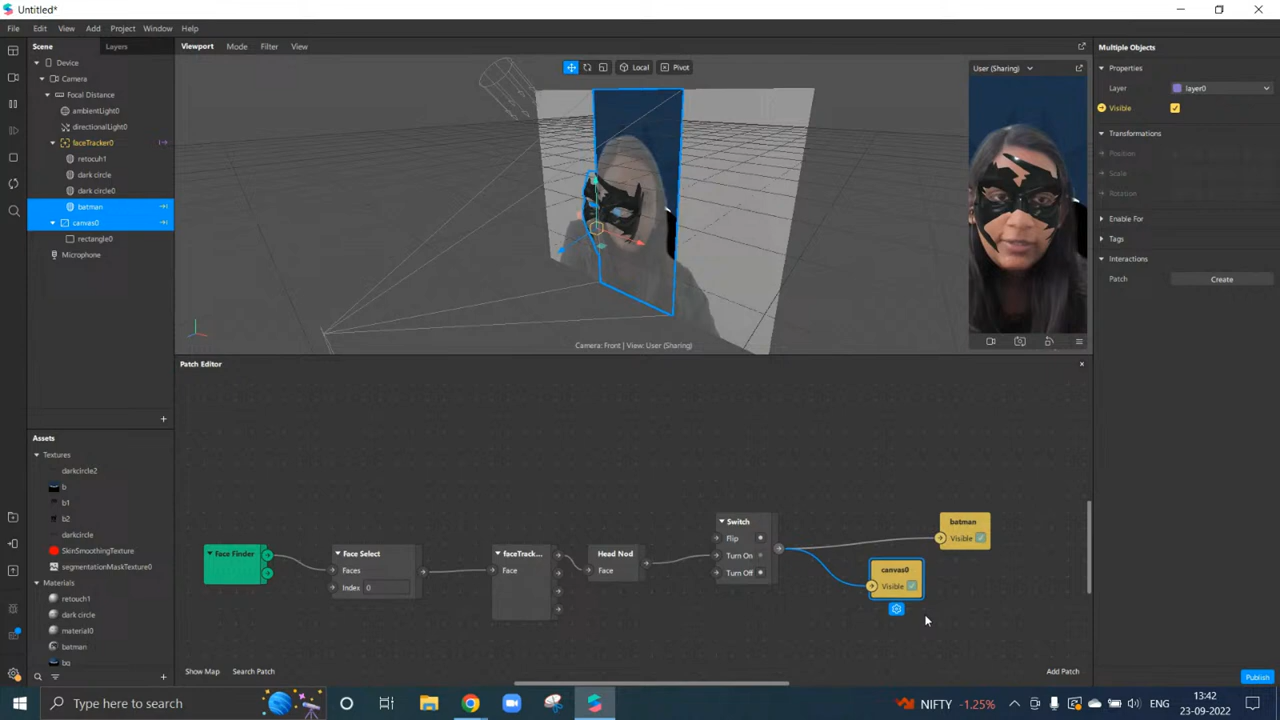 Untitled*
File Edit View Add Project Window Help
Scene Layers
Device
Camera
Focal Distance
ambientLight0
directionalLight0
faceTracker0
retocuh1
dark circle
dark circle0
batman
canvas0
rectangle0
Microphone
Viewport Mode Filter View
Local Pivot
Camera: Front | View: User (Sharing)
User (Sharing)
Multiple Objects
Properties
Layer layer0
Visible
Transformations
Position
Scale
Rotation
Enable For
Tags
Interactions
Patch Create
Assets
Textures
darkcircle2
b
b1
b2
darkcircle
SkinSmoothingTexture
segmentationMaskTexture0
Materials
retouch1
dark circle
material0
batman
ba
Patch Editor
Face Finder
Face Select
Faces
Index 0
faceTrack...
Face
Head Nod
Face
Switch
Flip
Turn On
Turn Off
batman
Visible
canvas0
Visible
Show Map Search Patch Add Patch
Publish
Type here to search
NIFTY -1.25%
ENG
13:42
23-09-2022